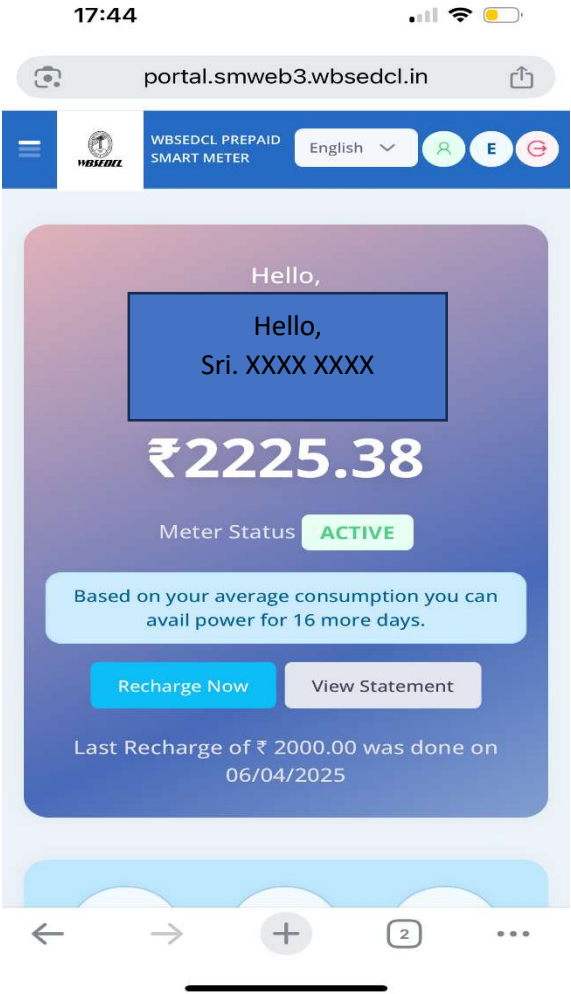 17:44
portal.smweb3.wbsedcl.in
WBSEDCL
WBSEDCL PREPAID
SMART METER
English
E
Hello,
Hello,
Sri. XXXX XXXX
₹2225.38
Meter Status ACTIVE
Based on your average consumption you can
avail power for 16 more days.
Recharge Now
View Statement
Last Recharge of ₹ 2000.00 was done on
06/04/2025
2